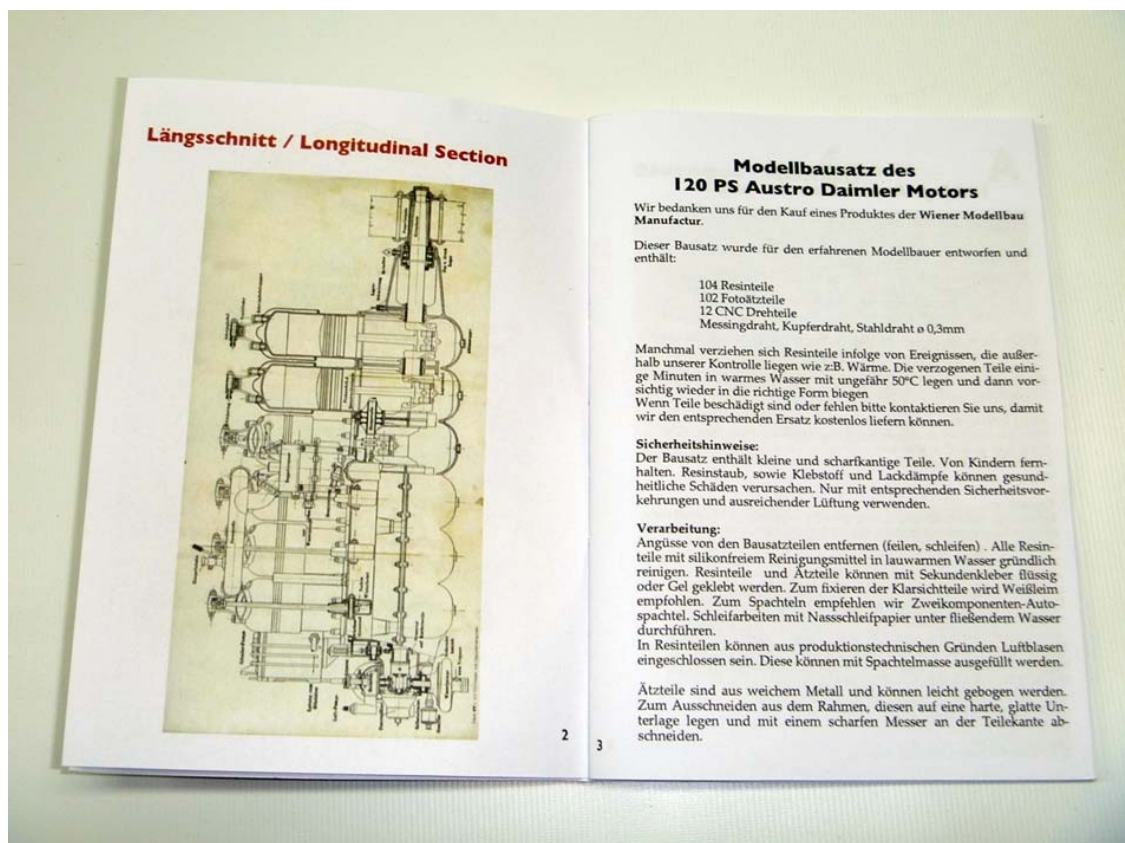 Längsschnitt / Longitudinal Section
2
Modellbausatz des
120 PS Austro Daimler Motors
Wir bedanken uns für den Kauf eines Produktes der Wiener Modellbau
Manufactur.
Dieser Bausatz wurde für den erfahrenen Modellbauer entworfen und
enthält:
104 Resinteile
102 Fotoätzteile
12 CNC Drehteile
Messingdraht, Kupferdraht, Stahldraht ø 0,3mm
Manchmal verziehen sich Resinteile infolge von Ereignissen, die außer-
halb unserer Kontrolle liegen wie z:B. Wärme. Die verzogenen Teile eini-
ge Minuten in warmes Wasser mit ungefähr 50°C legen und dann vor-
sichtig wieder in die richtige Form biegen
Wenn Teile beschädigt sind oder fehlen bitte kontaktieren Sie uns, damit
wir den entsprechenden Ersatz kostenlos liefern können.
Sicherheitshinweise:
Der Bausatz enthält kleine und scharfkantige Teile. Von Kindern fern-
halten. Resinstaub, sowie Klebstoff und Lackdämpfe können gesund-
heitliche Schäden verursachen. Nur mit entsprechenden Sicherheitsvor-
kehrungen und ausreichender Lüftung verwenden.
Verarbeitung:
Angüsse von den Bausatzteilen entfernen (feilen, schleifen) . Alle Resin-
teile mit silikonfreiem Reinigungsmittel in lauwarmen Wasser gründlich
reinigen. Resinteile und Ätzteile können mit Sekundenkleber flüssig
oder Gel geklebt werden. Zum fixieren der Klarsichtteile wird Weißleim
empfohlen. Zum Spachteln empfehlen wir Zweikomponenten-Auto-
spachtel. Schleifarbeiten mit Nassschleifpapier unter fließendem Wasser
durchführen.
In Resinteilen können aus produktionstechnischen Gründen Luftblasen
eingeschlossen sein. Diese können mit Spachtelmasse ausgefüllt werden.
Ätzteile sind aus weichem Metall und können leicht gebogen werden.
Zum Ausschneiden aus dem Rahmen, diesen auf eine harte, glatte Un-
terlage legen und mit einem scharfen Messer an der Teilekante ab-
schneiden.
3